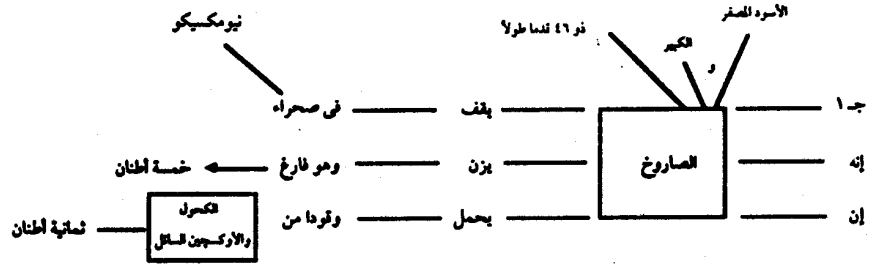 نيومكسيكو
ذو ٤٦ قدما طولاً
الكبير
و
الأسود المصفر
جـ ١
يقف
فى صحراء
إنه
الصاروخ
يزن
وهو فارغ
خمسة أطنان
إن
يحمل
وقودا من
الكحول
والأوكسجين السائل
ثمانية أطنان